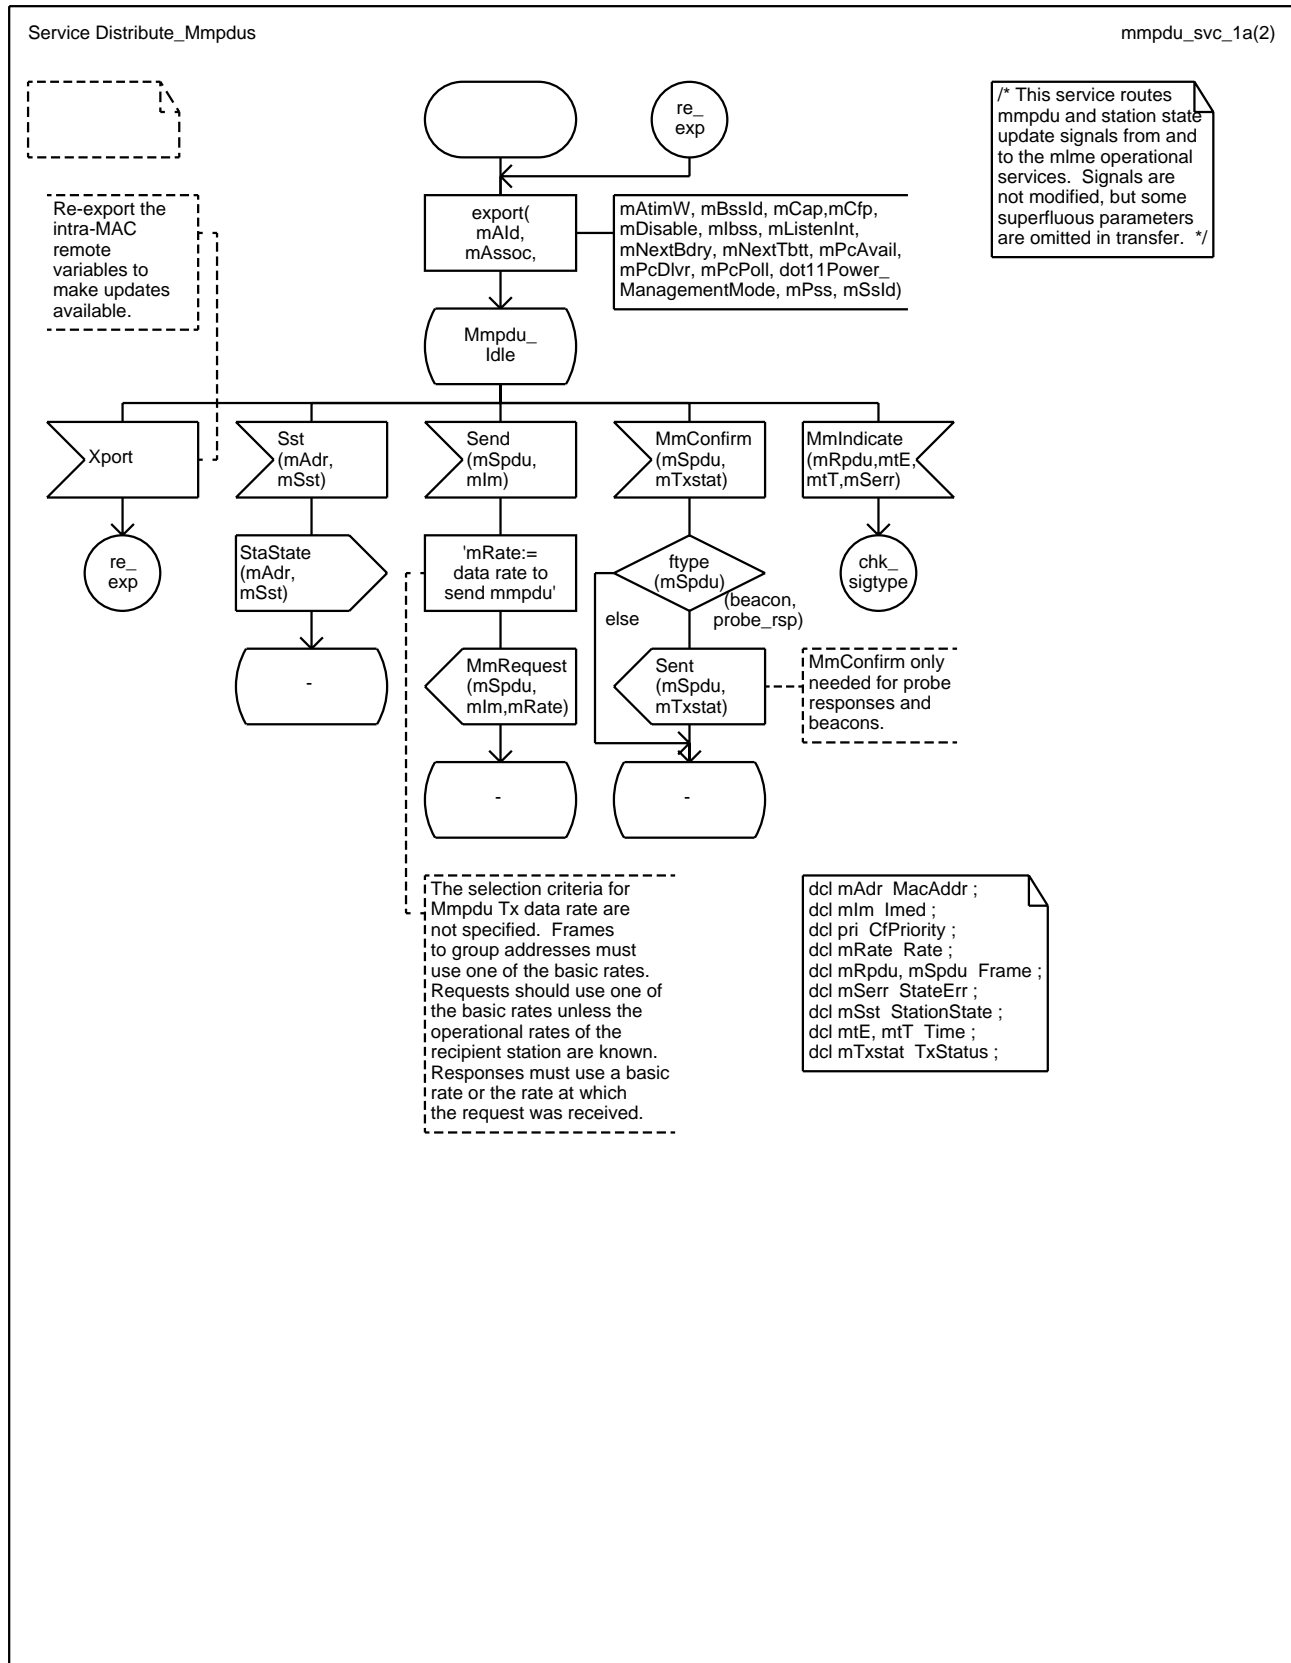 Service Distribute_Mmpdus
mmpdu_svc_1a(2)
re_
exp
/* This service routes
mmpdu and station state
update signals from and
to the mlme operational
services.  Signals are
not modified, but some
superfluous parameters
are omitted in transfer.  */
Re-export the
intra-MAC
remote
variables to
make updates
available.
export(
mAId,
mAssoc,
mAtimW, mBssId, mCap,mCfp,
mDisable, mIbss, mListenInt,
mNextBdry, mNextTbtt, mPcAvail,
mPcDlvr, mPcPoll, dot11Power_
ManagementMode, mPss, mSsId)
Mmpdu_
Idle
Xport
Sst
(mAdr,
mSst)
Send
(mSpdu,
mIm)
MmConfirm
(mSpdu,
mTxstat)
MmIndicate
(mRpdu,mtE,
mtT,mSerr)
re_
exp
StaState
(mAdr,
mSst)
'mRate:=
data rate to
send mmpdu'
ftype
(mSpdu)
chk_
sigtype
else
(beacon,
probe_rsp)
-
MmRequest
(mSpdu,
mIm,mRate)
Sent
(mSpdu,
mTxstat)
MmConfirm only
needed for probe
responses and
beacons.
-
-
The selection criteria for
Mmpdu Tx data rate are
not specified.  Frames
to group addresses must
use one of the basic rates.
Requests should use one of
the basic rates unless the
operational rates of the
recipient station are known.
Responses must use a basic
rate or the rate at which
the request was received.
dcl mAdr  MacAddr ;
dcl mIm  Imed ;
dcl pri  CfPriority ;
dcl mRate  Rate ;
dcl mRpdu, mSpdu  Frame ;
dcl mSerr  StateErr ;
dcl mSst  StationState ;
dcl mtE, mtT  Time ;
dcl mTxstat  TxStatus ;